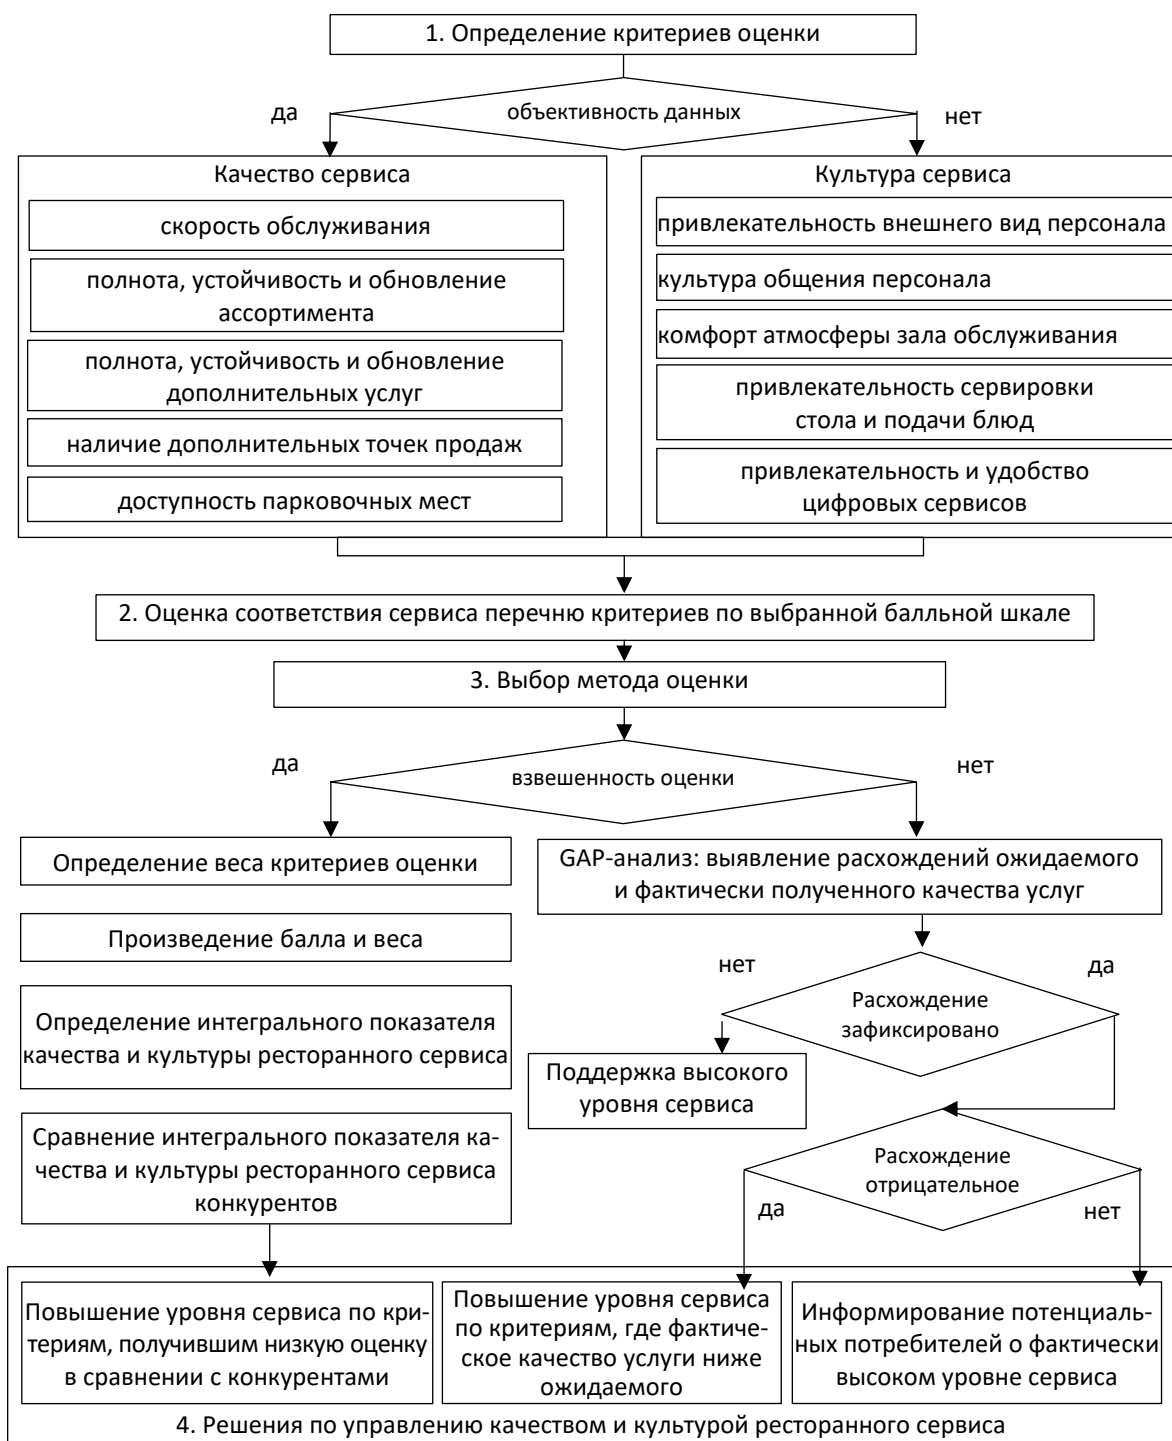 1. Определение критериев оценки
объективность данных
да
нет
Качество сервиса
скорость обслуживания
полнота, устойчивость и обновление
ассортимента
полнота, устойчивость и обновление
дополнительных услуг
наличие дополнительных точек продаж
доступность парковочных мест
Культура сервиса
привлекательность внешнего вид персонала
культура общения персонала
комфорт атмосферы зала обслуживания
привлекательность сервировки
стола и подачи блюд
привлекательность и удобство
цифровых сервисов
2. Оценка соответствия сервиса перечню критериев по выбранной балльной шкале
3. Выбор метода оценки
взвешенность оценки
да
нет
Определение веса критериев оценки
Произведение балла и веса
Определение интегрального показателя
качества и культуры ресторанного сервиса
Сравнение интегрального показателя ка-
чества и культуры ресторанного сервиса
конкурентов
GAP-анализ: выявление расхождений ожидаемого
и фактически полученного качества услуг
нет
да
Расхождение
зафиксировано
Поддержка высокого
уровня сервиса
Расхождение
отрицательное
да
нет
Повышение уровня сервиса по кри-
териям, получившим низкую оценку
в сравнении с конкурентами
Повышение уровня сервиса
по критериям, где фактиче-
ское качество услуги ниже
ожидаемого
Информирование потенциаль-
ных потребителей о фактически
высоком уровне сервиса
4. Решения по управлению качеством и культурой ресторанного сервиса